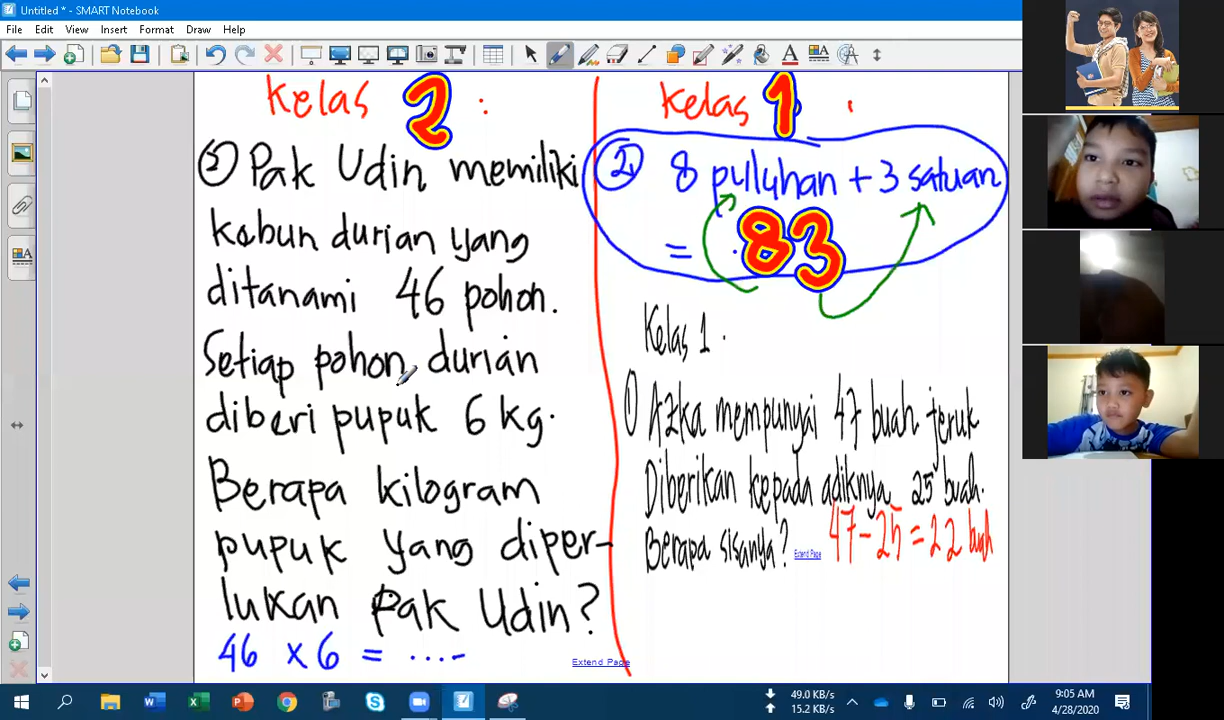 Untitled * - SMART Notebook
File Edit View Insert Format Draw Help
Kelas 2 :
② Pak Udin memiliki
kebun durian yang
ditanami 46 pohon.
Setiap pohon durian
diberi pupuk 6 kg.
Berapa kilogram
pupuk yang diper-
lukan Pak Udin?
46 x 6 = ....
Kelas 1
② 8 puluhan + 3 satuan
= 83
Kelas 1.
① Azka mempunyai 47 buah jeruk
Diberikan kepada adiknya 25 buah.
Berapa sisanya? 47 - 25 = 22 buah
Extend Page
Extend Page
49.0 KB/s
15.2 KB/s
9:05 AM
4/28/2020